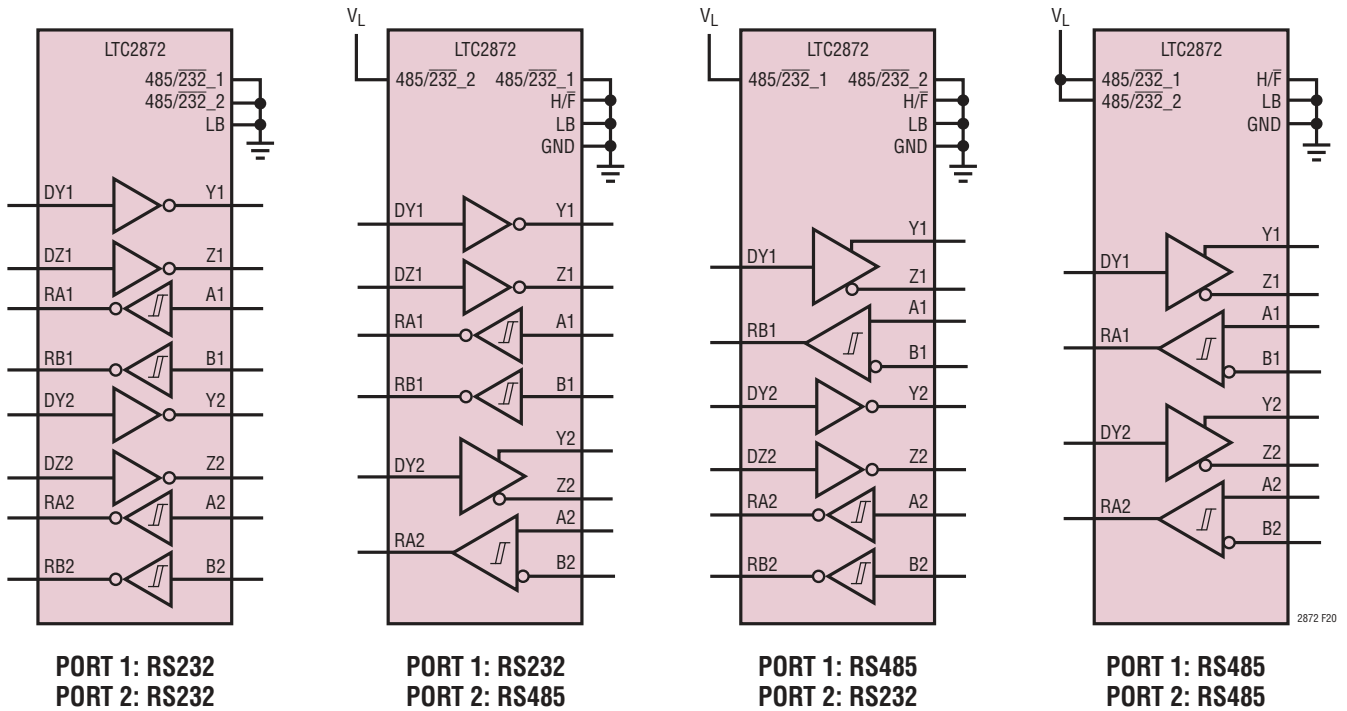 LTC2872
485/232_1
485/232_2
LB
DY1
Y1
DZ1
Z1
RA1
A1
RB1
B1
DY2
Y2
DZ2
Z2
RA2
A2
RB2
B2
PORT 1: RS232
PORT 2: RS232
VL
LTC2872
485/232_2
485/232_1
H/F
LB
GND
DY1
Y1
DZ1
Z1
RA1
A1
RB1
B1
Y2
DY2
Z2
A2
RA2
B2
PORT 1: RS232
PORT 2: RS485
VL
LTC2872
485/232_1
485/232_2
H/F
LB
GND
Y1
DY1
Z1
A1
RB1
B1
DY2
Y2
DZ2
Z2
RA2
A2
RB2
B2
PORT 1: RS485
PORT 2: RS232
VL
LTC2872
485/232_1
485/232_2
H/F
LB
GND
Y1
DY1
Z1
A1
RA1
B1
Y2
DY2
Z2
A2
RA2
B2
2872 F20
PORT 1: RS485
PORT 2: RS485